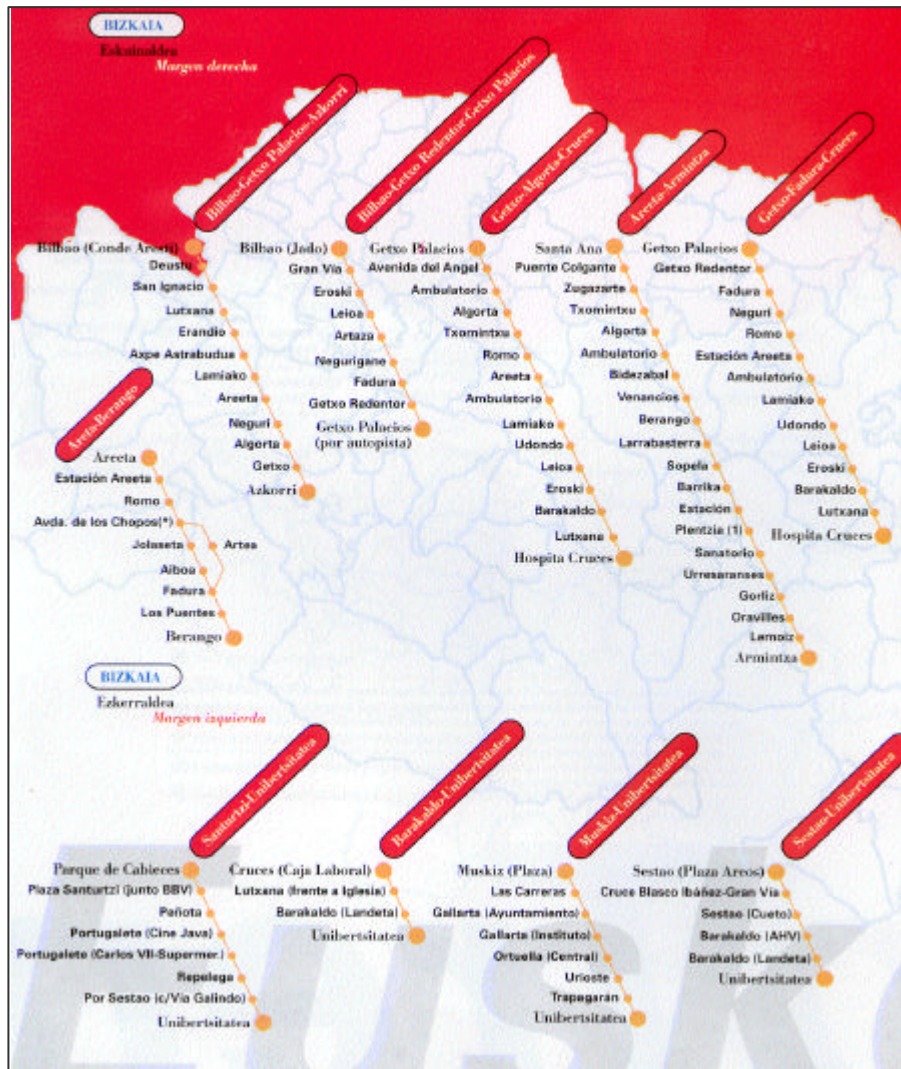 BIZKAIA
Eskuinaldea
Margen derecha
Bilbao-Getxo Palacios-Azkorri
Bilbao (Conde Aresti)
Deustu
San Ignacio
Lutxana
Erandio
Axpe Astrabudua
Lamiako
Areeta
Neguri
Algorta
Getxo
Azkorri
Bilbao-Getxo Redentor-Getxo Palacios
Bilbao (Jado)
Gran Vía
Eroski
Leioa
Artaza
Negurigane
Fadura
Getxo Redentor
Getxo Palacios
(por autopista)
Getxo-Algorta-Cruces
Getxo Palacios
Avenida del Angel
Ambulatorio
Algorta
Txomintxu
Romo
Areeta
Ambulatorio
Lamiako
Udondo
Leioa
Eroski
Barakaldo
Lutxana
Hospita Cruces
Areeta-Armintza
Santa Ana
Puente Colgante
Zugazarte
Txomintxu
Algorta
Ambulatorio
Bidezabal
Venancios
Berango
Larrabasterra
Sopela
Barrika
Estación
Plentzia (1)
Sanatorio
Urresaranses
Gorliz
Oravilles
Lemoiz
Armintxa
Getxo-Fadura-Cruces
Getxo Palacios
Getxo Redentor
Fadura
Neguri
Romo
Estación Areeta
Ambulatorio
Lamiako
Udondo
Leioa
Eroski
Barakaldo
Lutxana
Hospita Cruces
Areta-Berango
Areeta
Estación Areeta
Romo
Avda. de los Chopos(*)
Jolaseta
Artea
Aiboa
Fadura
Los Puentes
Berango
BIZKAIA
Ezkerraldea
Margen izquierda
Santurtzi-Unibertsitatea
Parque de Cabieces
Plaza Santurtzi (junto BBV)
Peñota
Portugalete (Cine Java)
Portugalete (Carlos VII-Supermer.)
Repelega
Por Sestao (c/Vía Galindo)
Unibertsitatea
Barakaldo-Unibertsitatea
Cruces (Caja Laboral)
Lutxana (frente a Iglesia)
Barakaldo (Landeta)
Unibertsitatea
Muskiz-Unibertsitatea
Muskiz (Plaza)
Las Carreras
Gallarta (Ayuntamiento)
Gallarta (Instituto)
Ortuella (Central)
Urioste
Trapagarán
Unibertsitatea
Sestao-Unibertsitatea
Sestao (Plaza Areos)
Cruce Blasco Ibáñez-Gran Vía
Sestao (Cueto)
Barakaldo (AHV)
Barakaldo (Landeta)
Unibertsitatea
Eusk